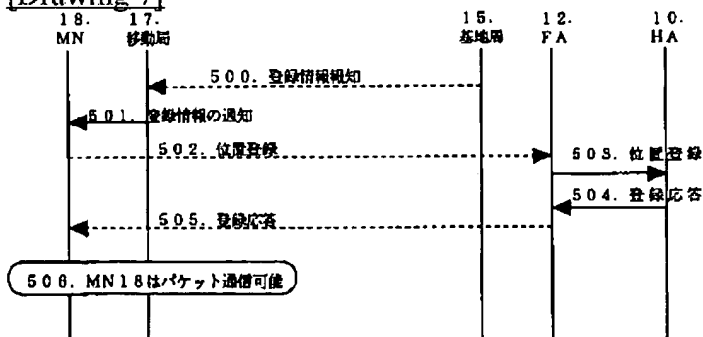 [Drawing 7]
18. 17. 15. 12. 10.
MN 移動局 基地局 FA HA
500. 登録情報報知
501. 登録情報の通知
502. 位置登録
503. 位置登録
504. 登録応答
505. 登録応答
506. MN18はパケット通信可能